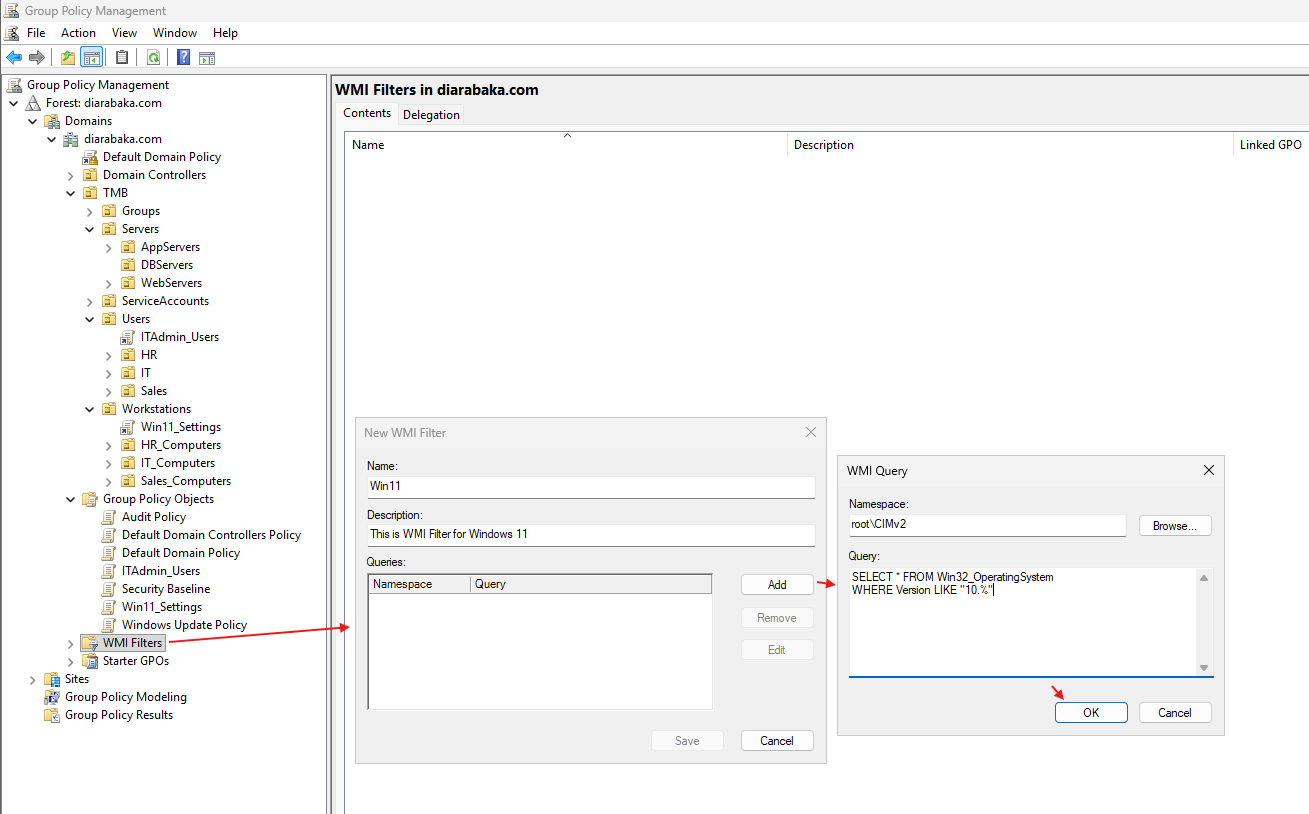 Group Policy Management
File Action View Window Help
Group Policy Management
Forest: diarabaka.com
Domains
diarabaka.com
Default Domain Policy
Domain Controllers
TMB
Groups
Servers
AppServers
DBServers
WebServers
ServiceAccounts
Users
ITAdmin_Users
HR
IT
Sales
Workstations
Win11_Settings
HR_Computers
IT_Computers
Sales_Computers
Group Policy Objects
Audit Policy
Default Domain Controllers Policy
Default Domain Policy
ITAdmin_Users
Security Baseline
Win11_Settings
Windows Update Policy
WMI Filters
Starter GPOs
Sites
Group Policy Modeling
Group Policy Results
WMI Filters in diarabaka.com
Contents Delegation
Name Description Linked GPO
New WMI Filter
Name:
Win11
Description:
This is WMI Filter for Windows 11
Queries:
Namespace Query
Add
Remove
Edit
Save Cancel
WMI Query
Namespace:
root\CIMv2 Browse...
Query:
SELECT * FROM Win32_OperatingSystem
WHERE Version LIKE "10.%"
OK Cancel